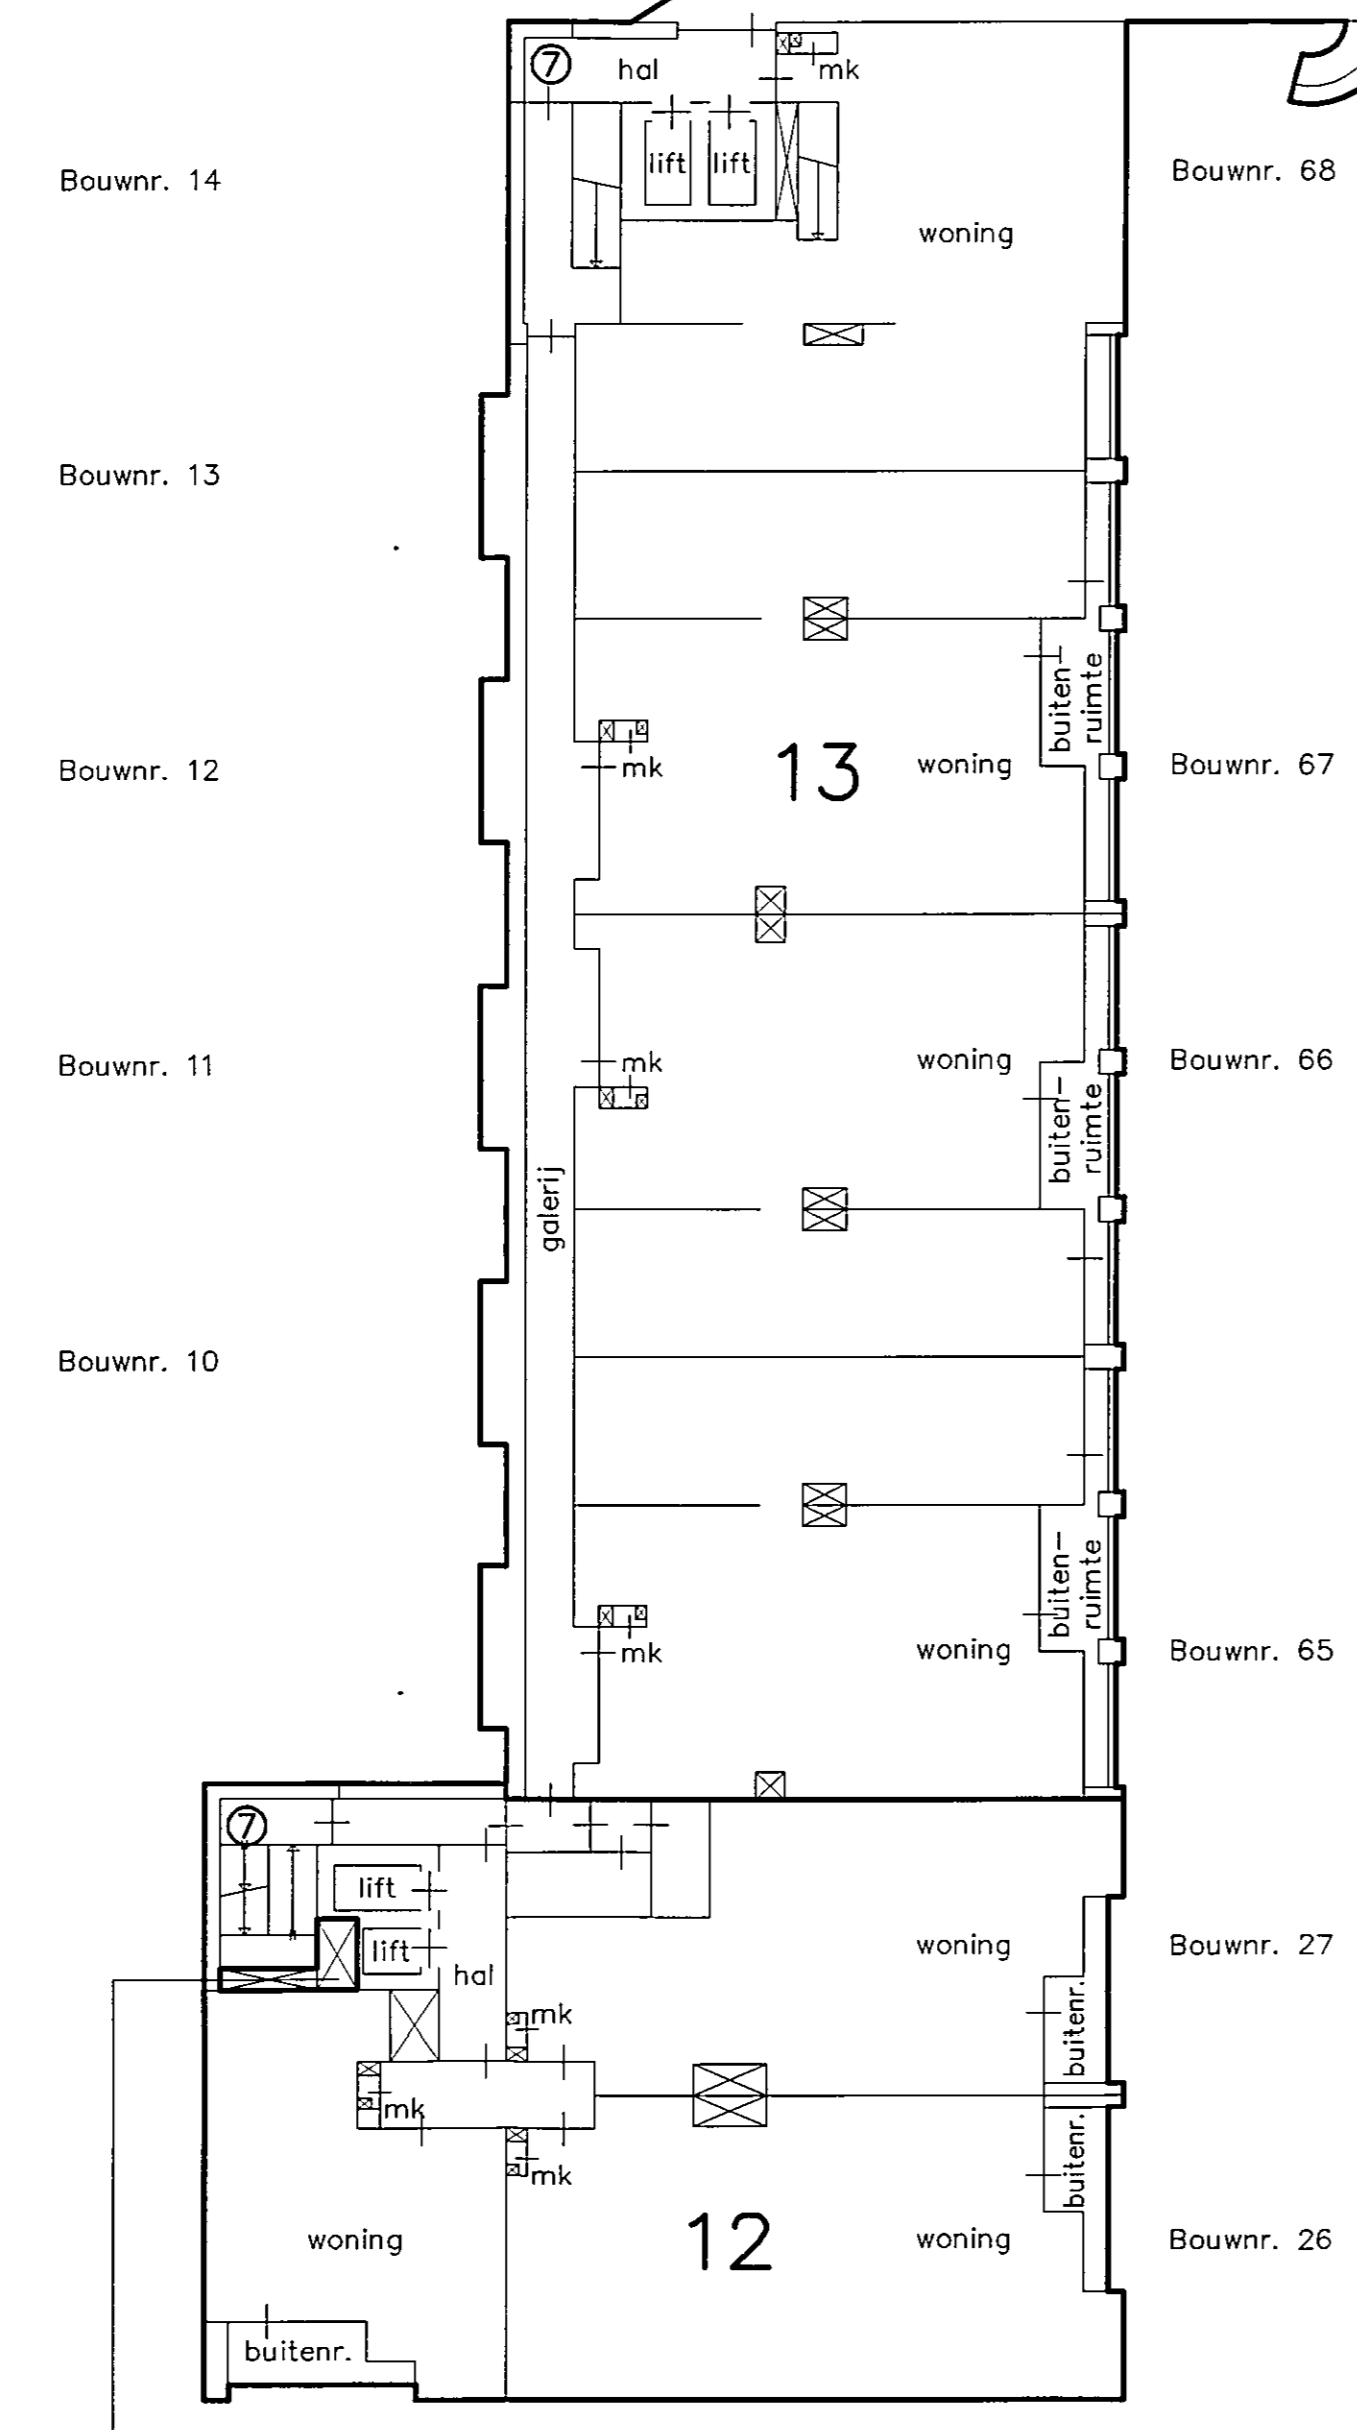 7
hal
mk
lift
lift
Bouwnr. 14
Bouwnr. 68
woning
Bouwnr. 13
buiten-
ruimte
13
woning
mk
Bouwnr. 12
Bouwnr. 67
mk
woning
Bouwnr. 11
Bouwnr. 66
buiten-
ruimte
galerij
Bouwnr. 10
buiten-
ruimte
mk
woning
Bouwnr. 65
7
lift
lift
hal
woning
Bouwnr. 27
mk
buitenr.
mk
mk
buitenr.
woning
12
woning
Bouwnr. 26
buitenr.